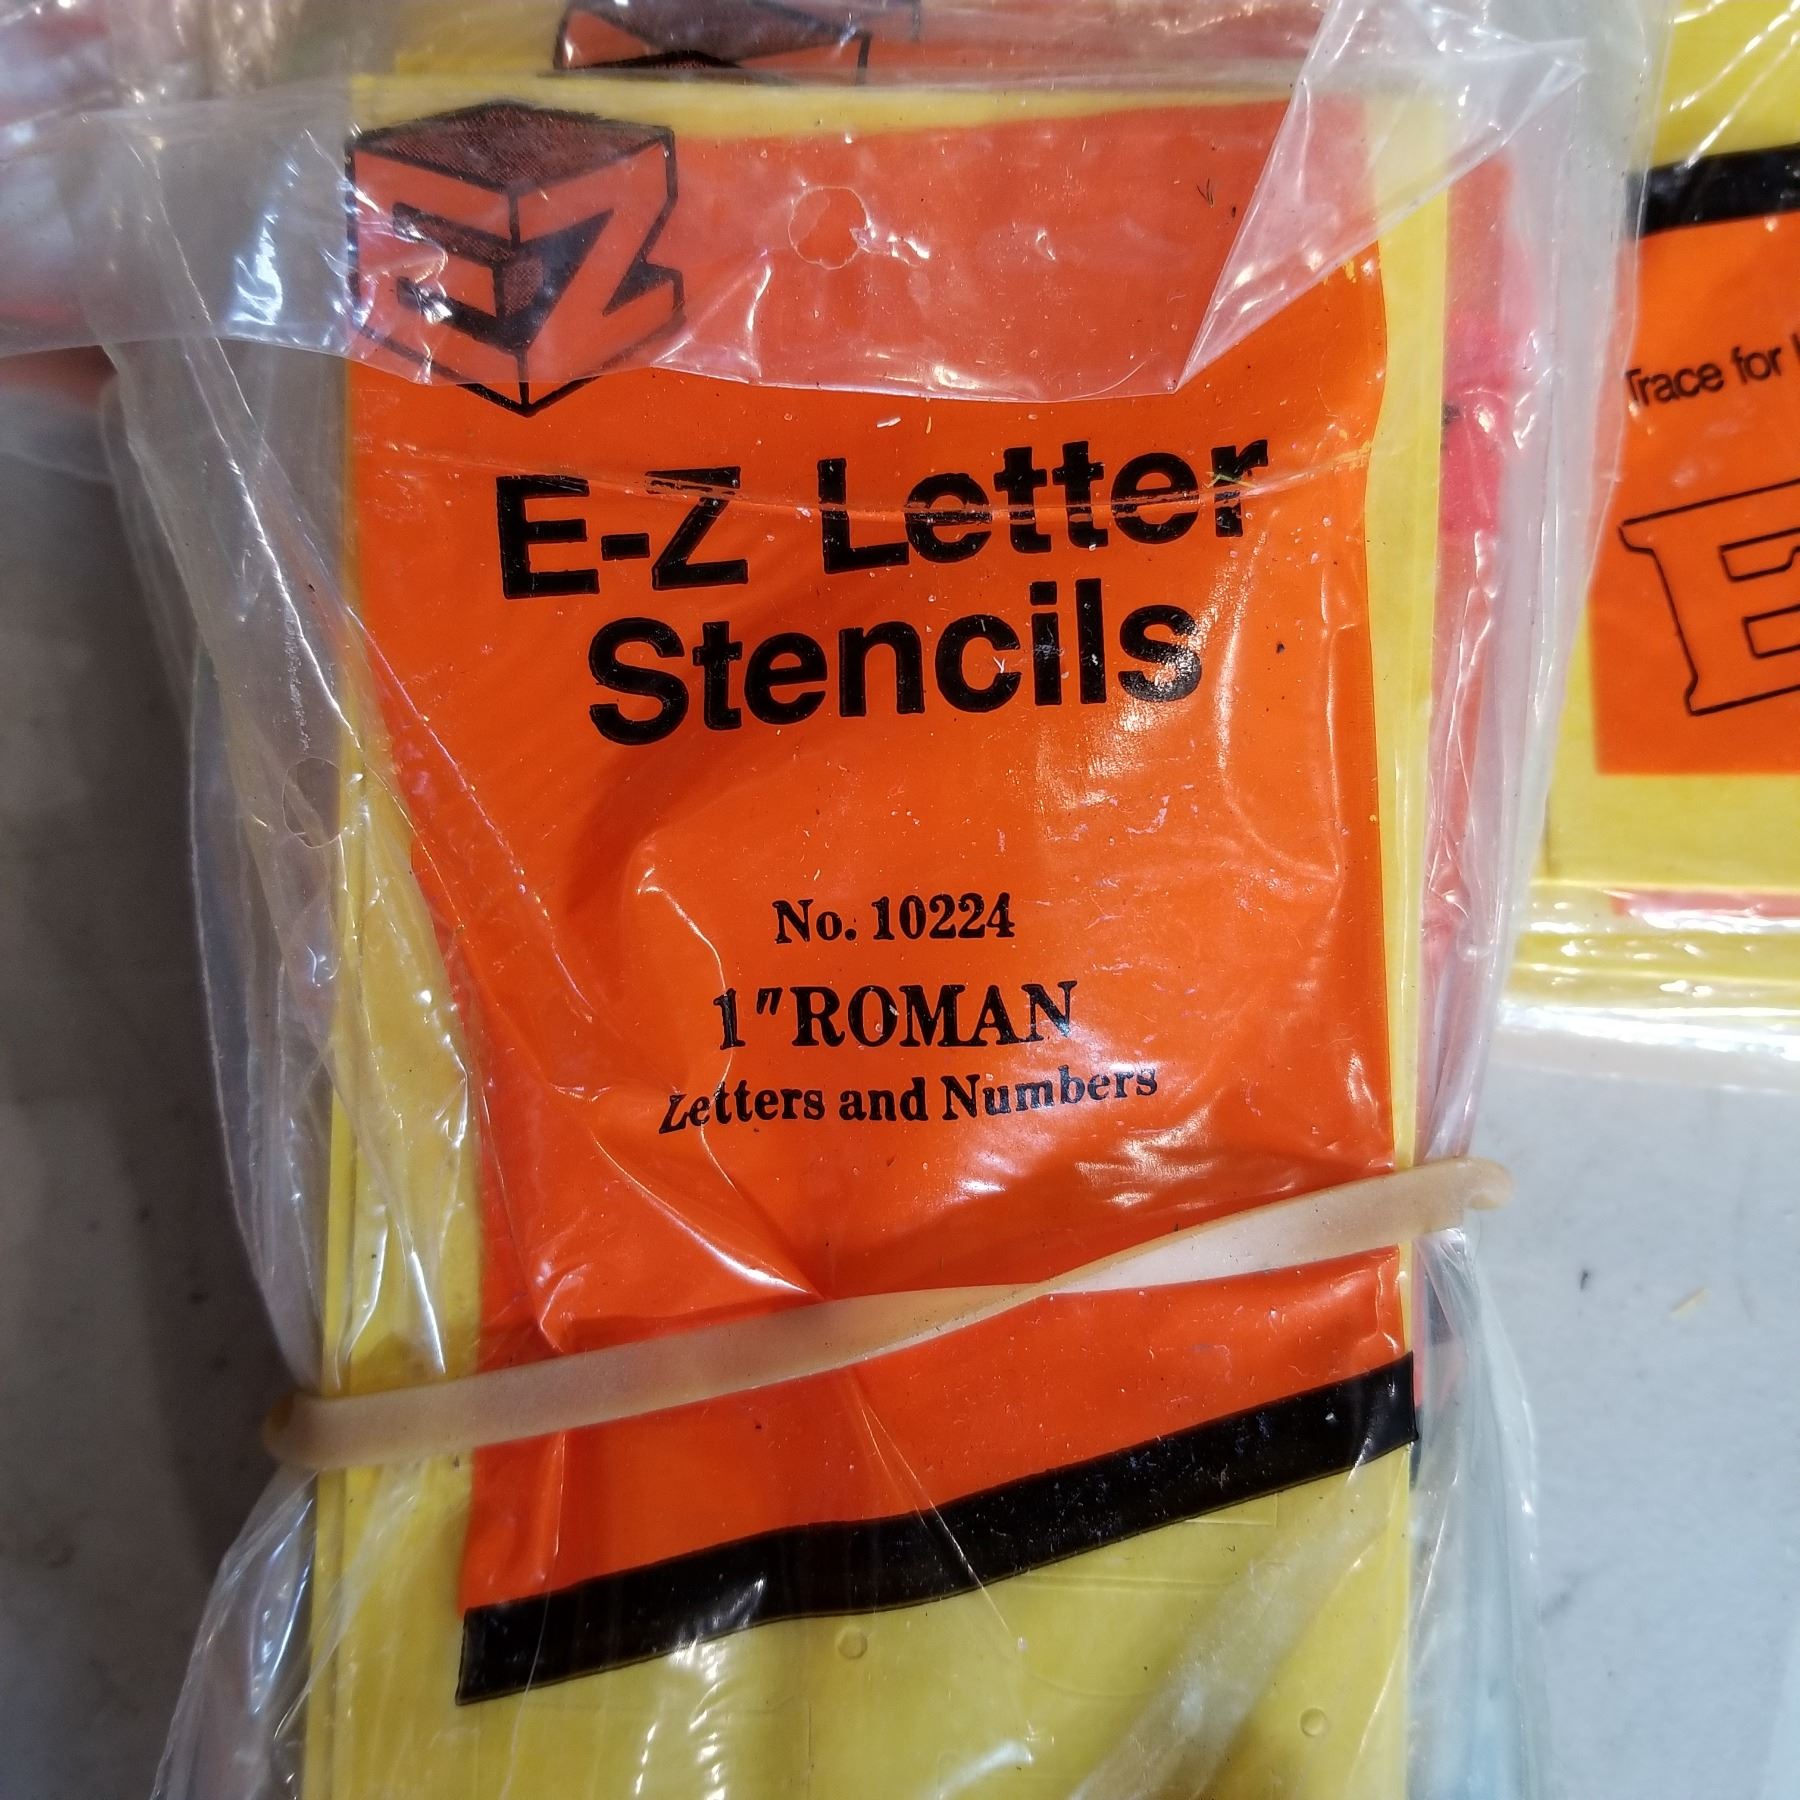 EZ
E-Z Letter
Stencils
No. 10224
1" ROMAN
Letters and Numbers
Trace for
E